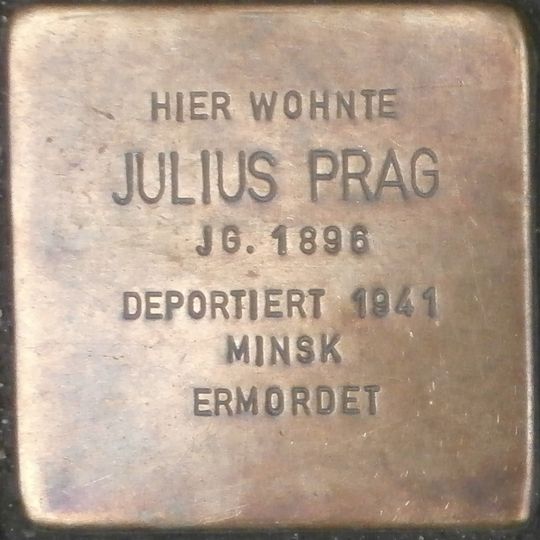 HIER WOHNTE
JULIUS PRAG
JG. 1896
DEPORTIERT 1941
MINSK
ERMORDET